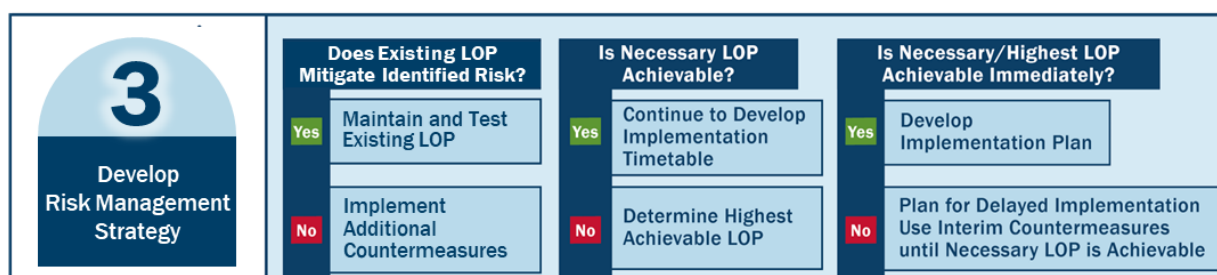 3
Develop
Risk Management
Strategy
Does Existing LOP
Mitigate Identified Risk?
Yes
Maintain and Test
Existing LOP
No
Implement
Additional
Countermeasures
Is Necessary LOP
Achievable?
Yes
Continue to Develop
Implementation
Timetable
No
Determine Highest
Achievable LOP
Is Necessary/Highest LOP
Achievable Immediately?
Yes
Develop
Implementation Plan
No
Plan for Delayed Implementation
Use Interim Countermeasures
until Necessary LOP is Achievable